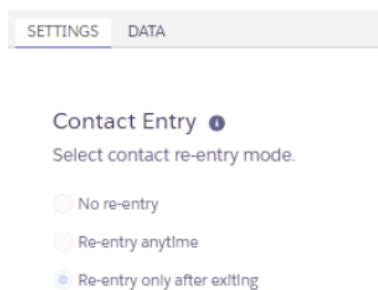 SETTINGS DATA
Contact Entry
Select contact re-entry mode.
No re-entry
Re-entry anytime
Re-entry only after exiting